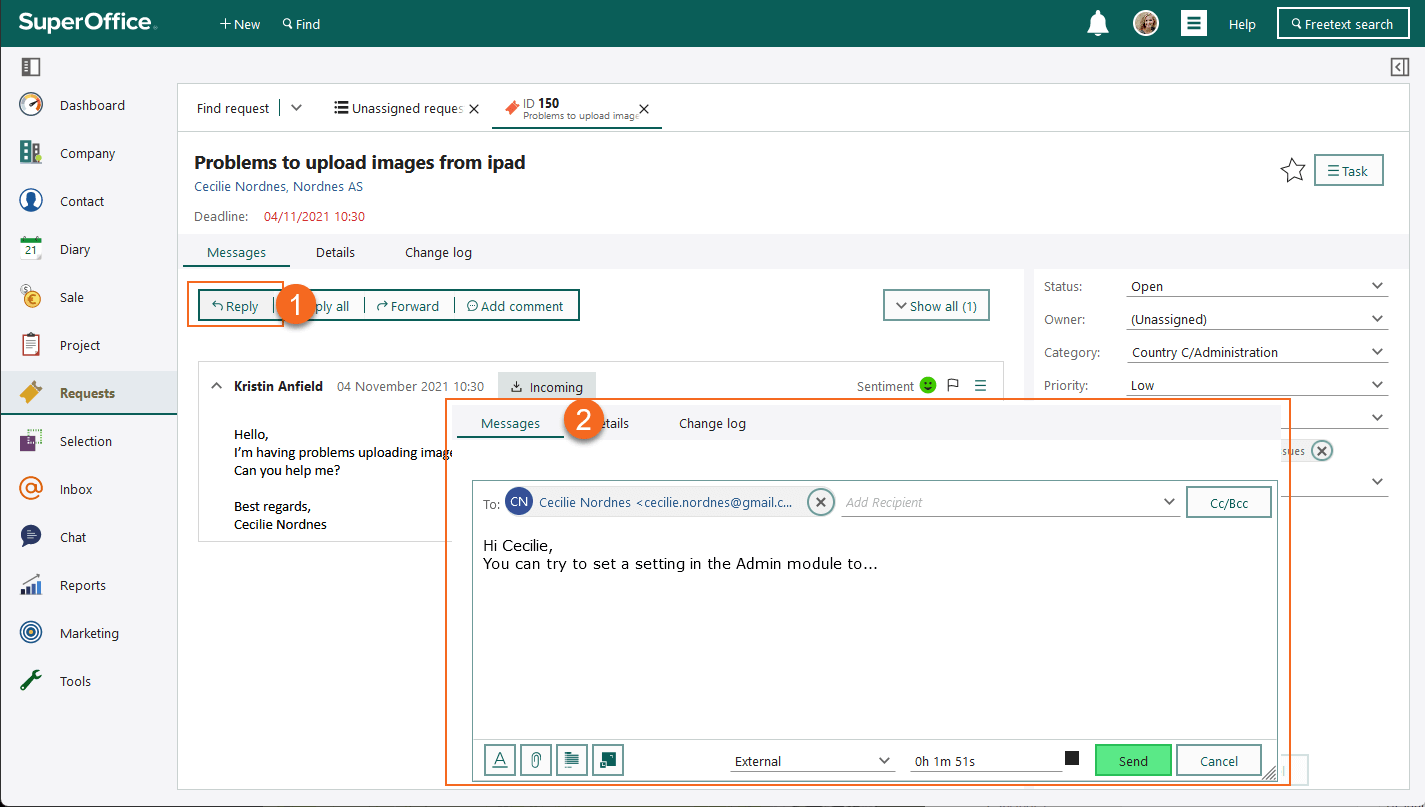 SuperOffice.
+ New
Find
Help
Freetext search
Dashboard
Company
Contact
21
Diary
Sale
Project
Requests
Selection
Inbox
Chat
Reports
Marketing
Tools
Find request
Unassigned reques
ID 150
Problems to upload imag
Problems to upload images from ipad
Cecilie Nordnes, Nordnes AS
Deadline: 04/11/2021 10:30
Task
Messages
Details
Change log
Reply
1
ply all
Forward
Add comment
Show all (1)
Status: Open
Owner: (Unassigned)
Category: Country C/Administration
Priority: Low
sues
Kristin Anfield 04 November 2021 10:30 Incoming
Sentiment
Hello,
I'm having problems uploading image
Can you help me?
Best regards,
Cecilie Nordnes
Messages
2
etails
Change log
To: CN Cecilie Nordnes <cecilie.nordnes@gmail.c...
Add Recipient
Cc/Bcc
Hi Cecilie,
You can try to set a setting in the Admin module to...
A
External
0h 1m 51s
Send
Cancel